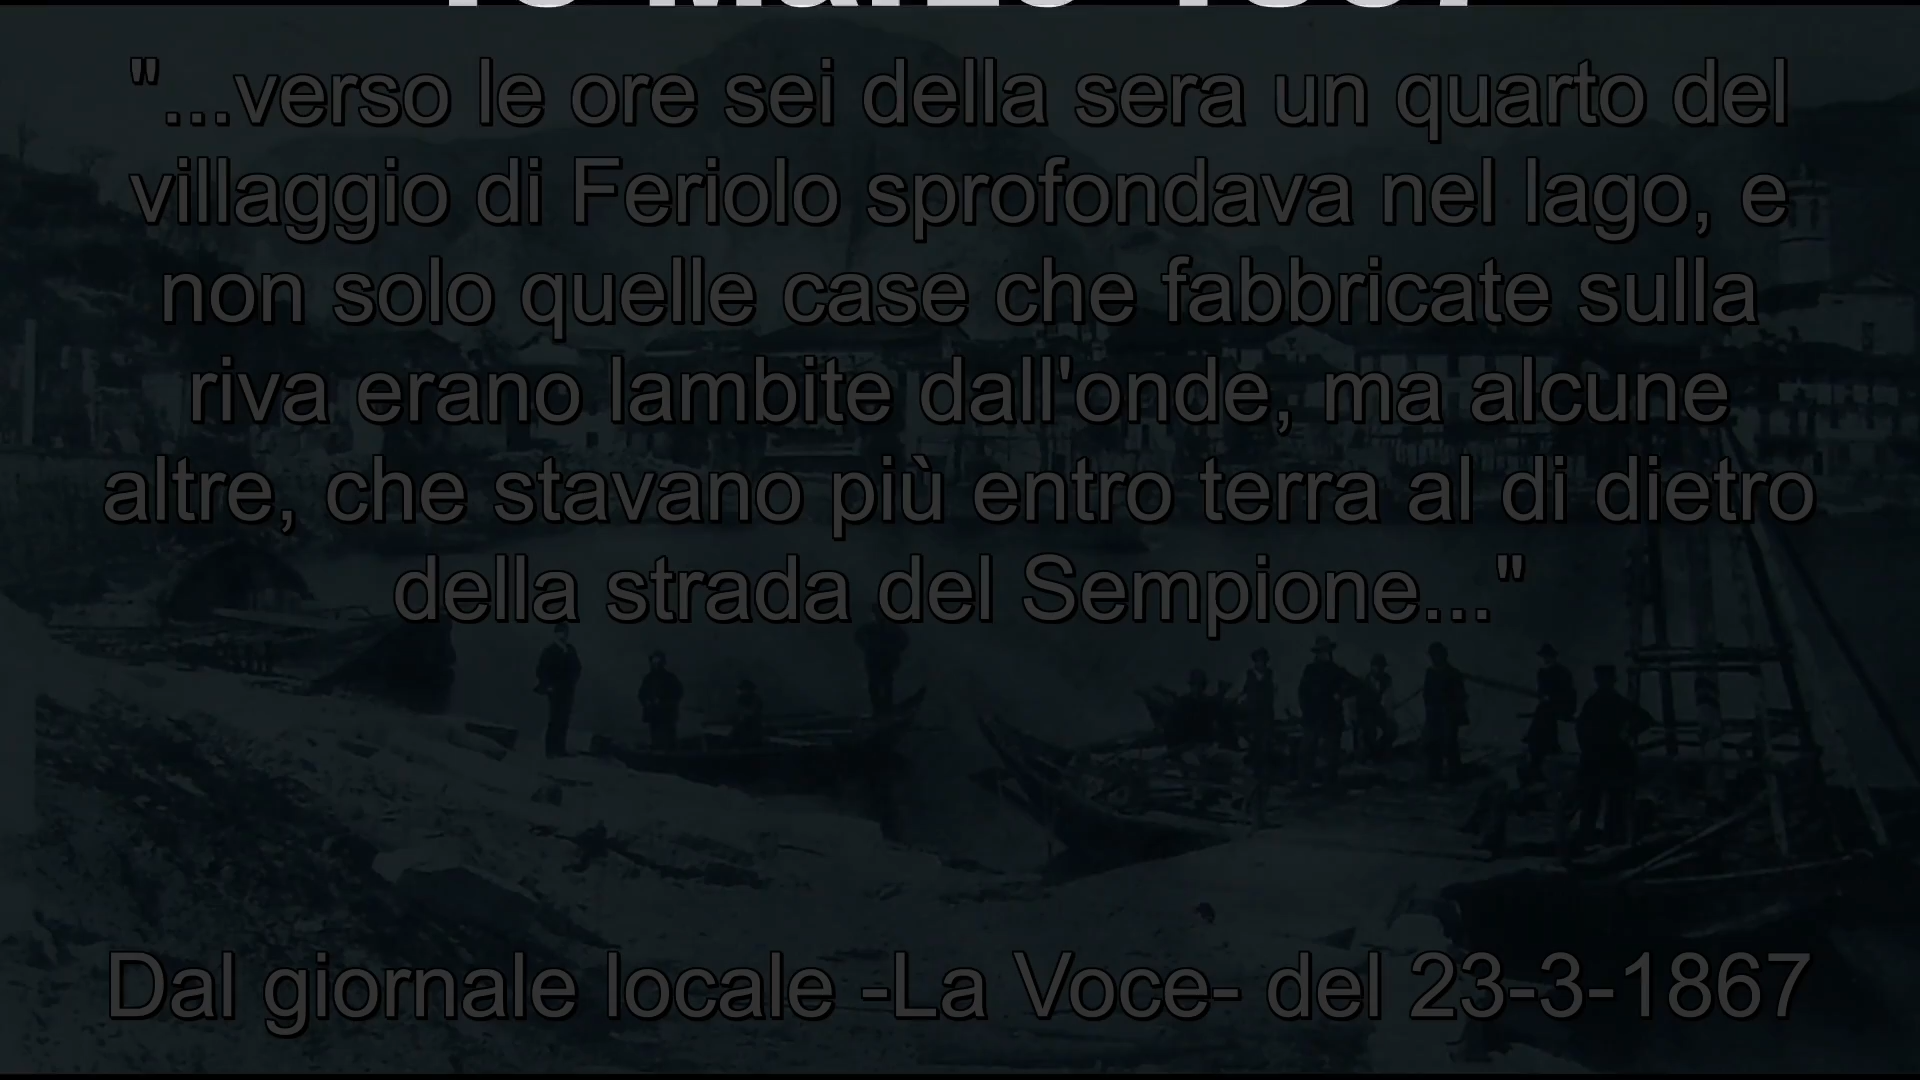 "...verso le ore sei della sera un quarto del
villaggio di Feriolo sprofondava nel lago, e
non solo quelle case che fabbricate sulla
riva erano lambite dall'onde, ma alcune
altre, che stavano più entro terra al di dietro
della strada del Sempione..."
Dal giornale locale -La Voce- del 23-3-1867